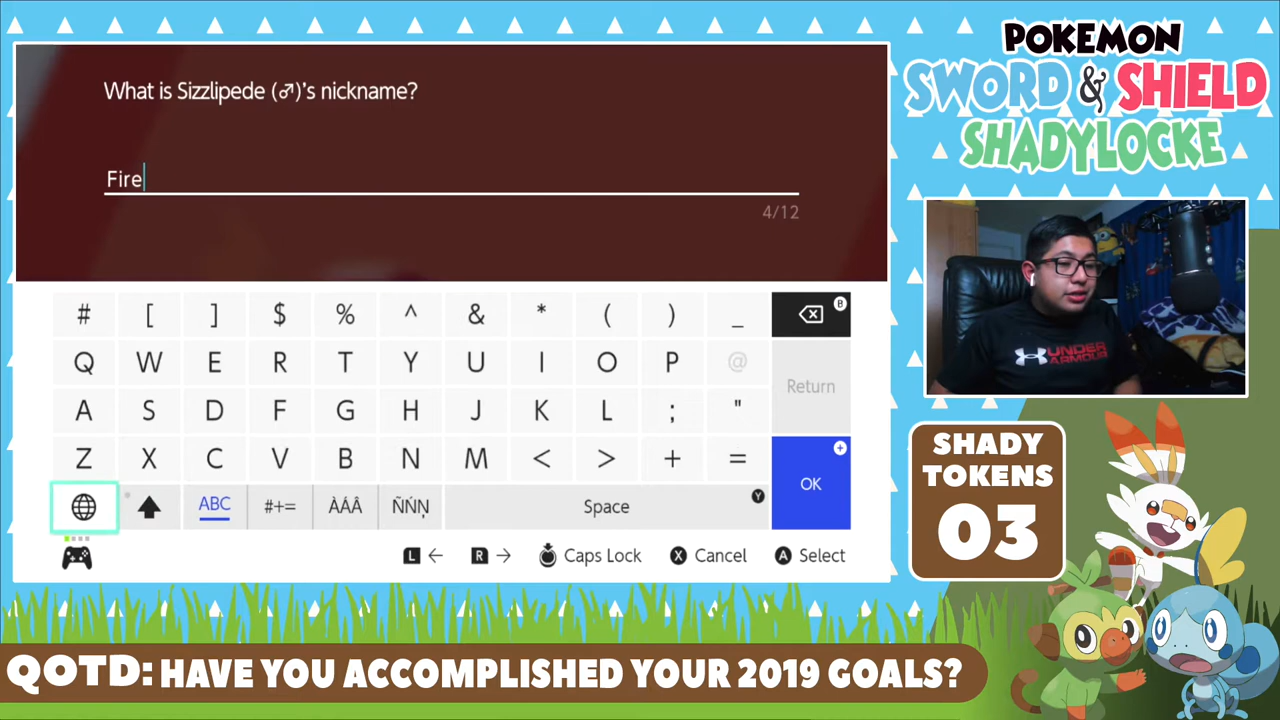 POKEMON
SWORD & SHIELD
SHADYLOCKE
What is Sizzlipede (♂)'s nickname?
Fire
4/12
# [ ] $ % ^ & * ( ) _ B
Q W E R T Y U I O P @ Return
A S D F G H J K L ; "
Z X C V B N M < > + = + OK
ABC #+= ÀÁÂ ÑŃŅ Space Y
L ← R → Caps Lock X Cancel A Select
UNDER ARMOUR
SHADY
TOKENS
03
QOTD: HAVE YOU ACCOMPLISHED YOUR 2019 GOALS?